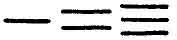 一 二 三